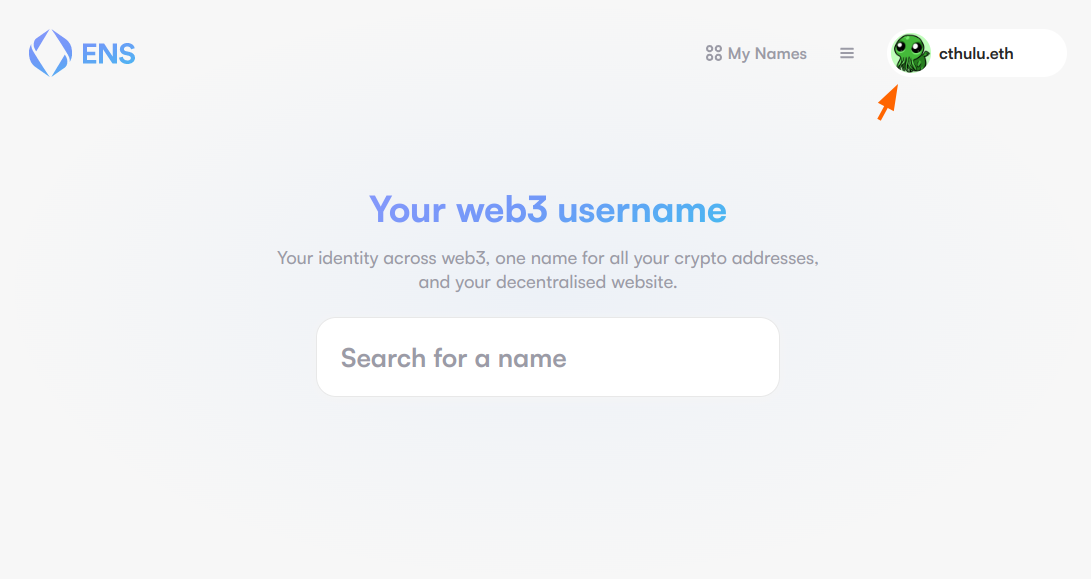 ENS
My Names
cthulu.eth
Your web3 username
Your identity across web3, one name for all your crypto addresses,
and your decentralised website.
Search for a name